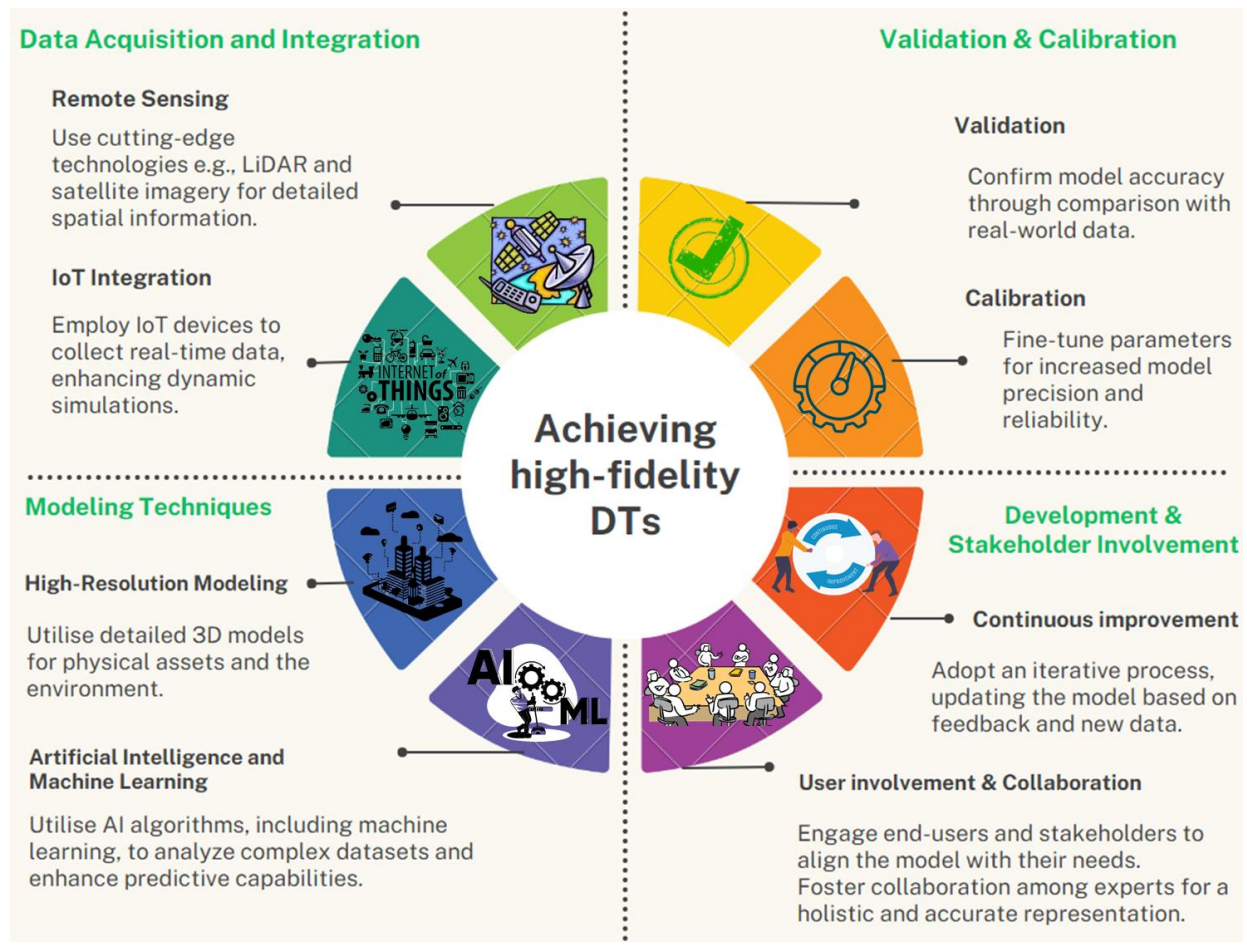 Data Acquisition and Integration
Remote Sensing
Use cutting-edge
technologies e.g., LiDAR and
satellite imagery for detailed
spatial information.
IoT Integration
Employ IoT devices to
collect real-time data,
enhancing dynamic
simulations.
Validation & Calibration
Validation
Confirm model accuracy
through comparison with
real-world data.
Calibration
Fine-tune parameters
for increased model
precision and
reliability.
INTERNET of
THINGS
Achieving
high-fidelity
DTs
Modeling Techniques
High-Resolution Modeling
Utilise detailed 3D models
for physical assets and the
environment.
Artificial Intelligence and
Machine Learning
Utilise AI algorithms, including machine
learning, to analyze complex datasets and
enhance predictive capabilities.
AI
ML
CONTINUOUS
IMPROVEMENT
Development &
Stakeholder Involvement
Continuous improvement
Adopt an iterative process,
updating the model based on
feedback and new data.
User involvement & Collaboration
Engage end-users and stakeholders to
align the model with their needs.
Foster collaboration among experts for a
holistic and accurate representation.